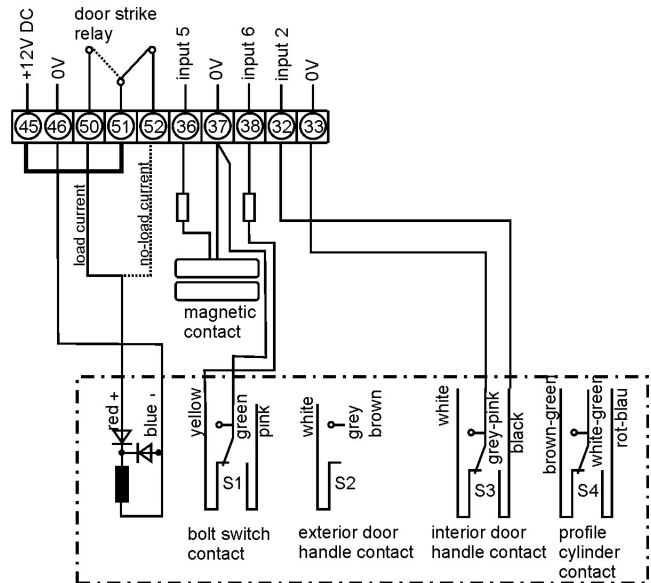 door strike
relay
+12V DC
0V
input 5
0V
input 6
input 2
0V
45 46 50 51 52 36 37 38 32 33
load current
no-load current
magnetic
contact
red +
blue -
yellow
green
pink
white
grey
brown
white
grey-pink
black
brown-green
white-green
rot-blau
S1
S2
S3
S4
bolt switch
contact
exterior door
handle contact
interior door
handle contact
profile
cylinder
contact